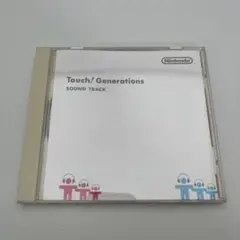 Touch! Generations
SOUND TRACK
Nintendo